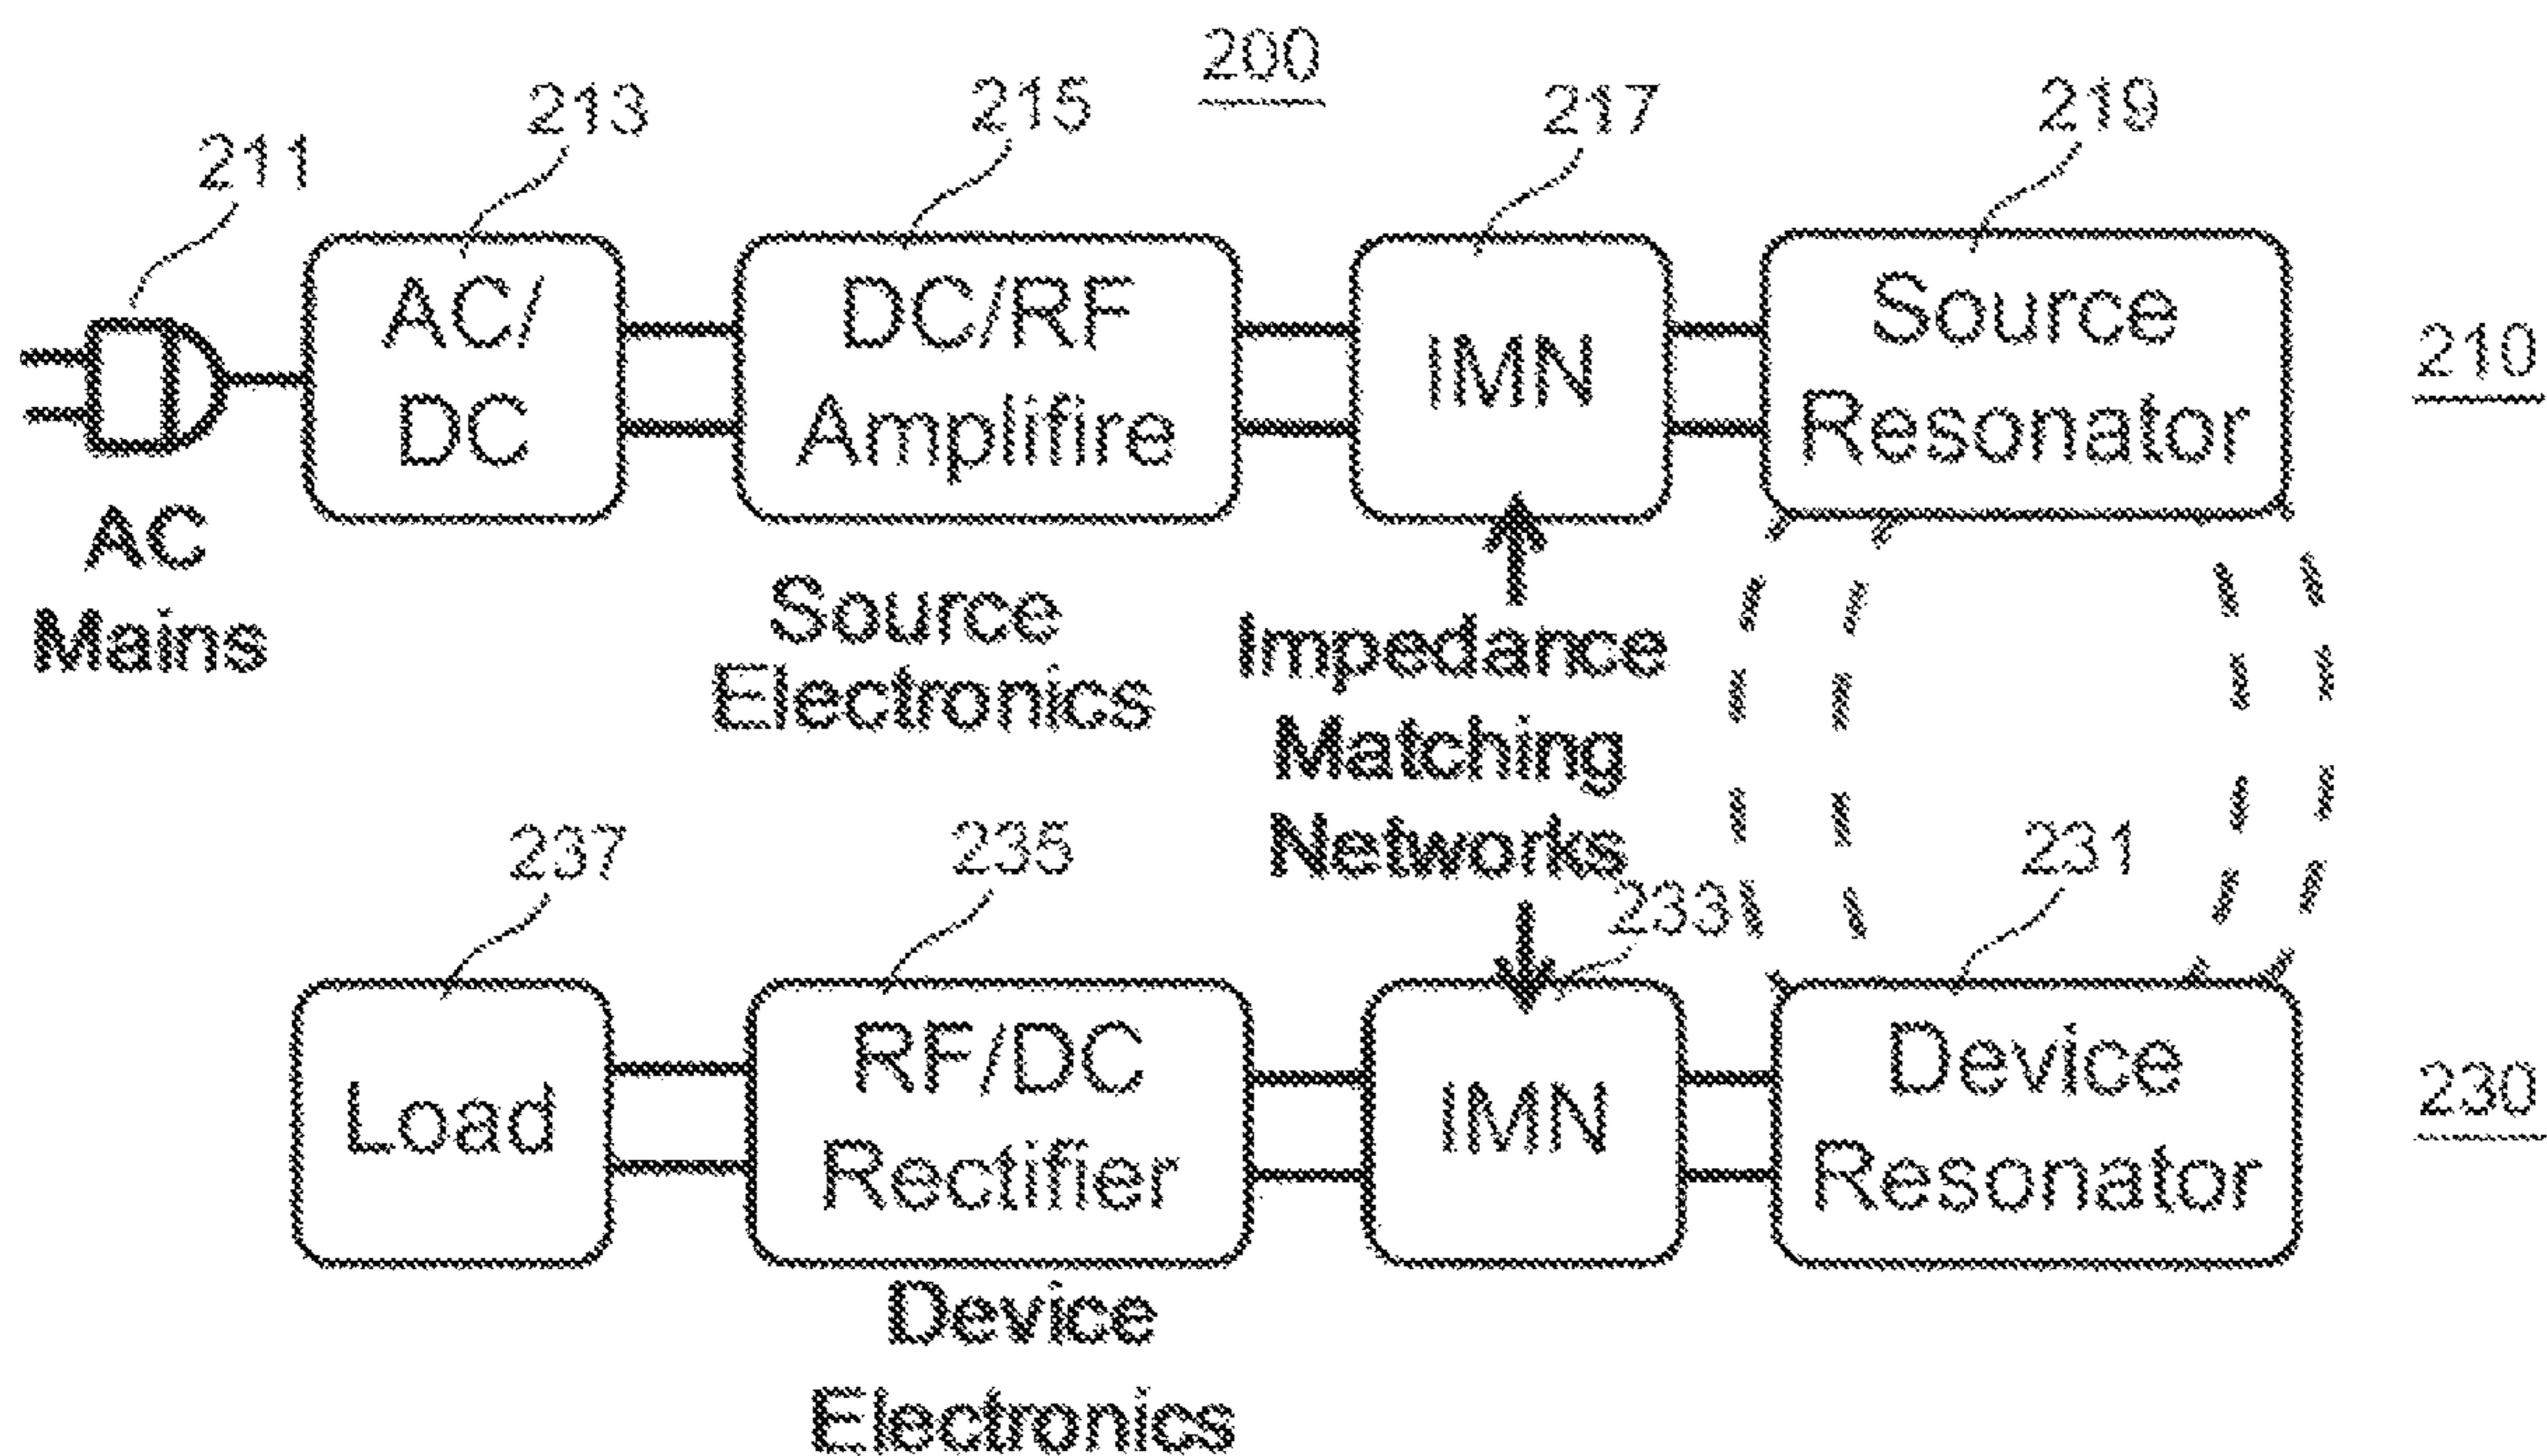 200
211
213
215
217
219
AC/
DC
DC/RF
Amplifire
IMN
Source
Resonator
210
AC
Mains
Source
Electronics
Impedance
Matching
Networks
237
235
233
231
Load
RF/DC
Rectifier
IMN
Device
Resonator
230
Device
Electronics